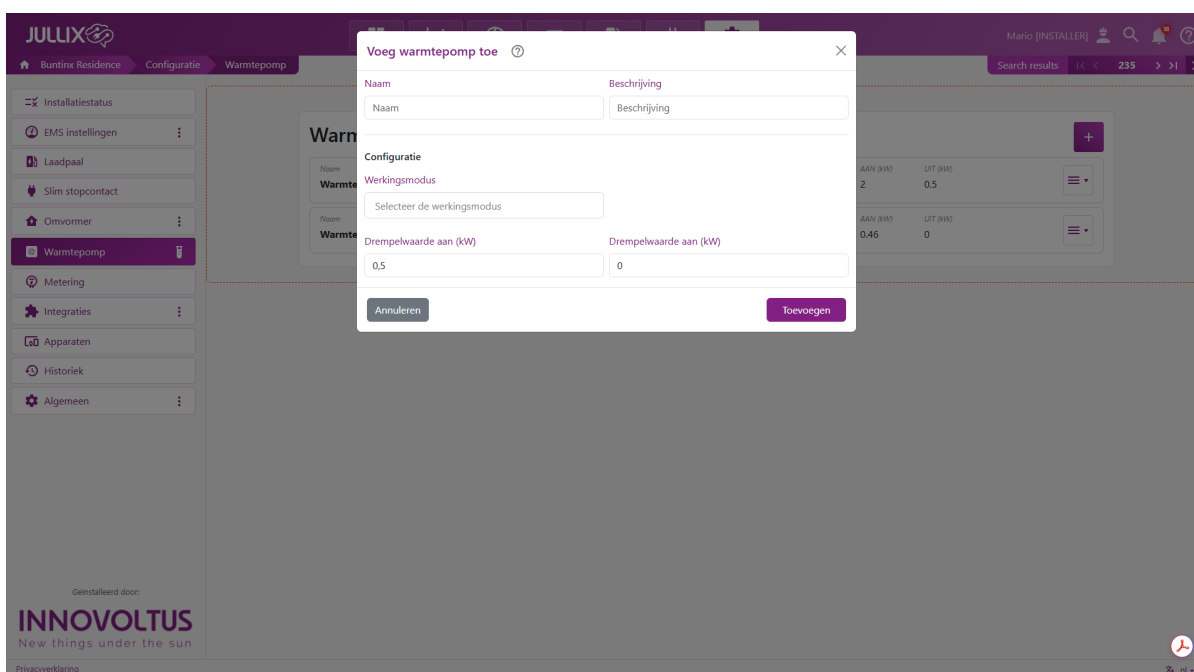 JULLIX
Mario [INSTALLER]
Buntinx Residence
Configuratie
Warmtepomp
Search results
235
Installatiestatus
EMS instellingen
Laadpaal
Slim stopcontact
Omvormer
Warmtepomp
Metering
Integraties
Apparaten
Historiek
Algemeen
Geïnstalleerd door:
INNOVOLTUS
New things under the sun
Privacyverklaring
nl
Voeg warmtepomp toe
Naam
Beschrijving
Naam
Beschrijving
Configuratie
Werkingsmodus
Selecteer de werkingsmodus
Drempelwaarde aan (kW)
Drempelwaarde aan (kW)
0,5
0
Annuleren
Toevoegen
Naam
AAN (kW)
UIT (kW)
2
0.5
Naam
AAN (kW)
UIT (kW)
0.46
0